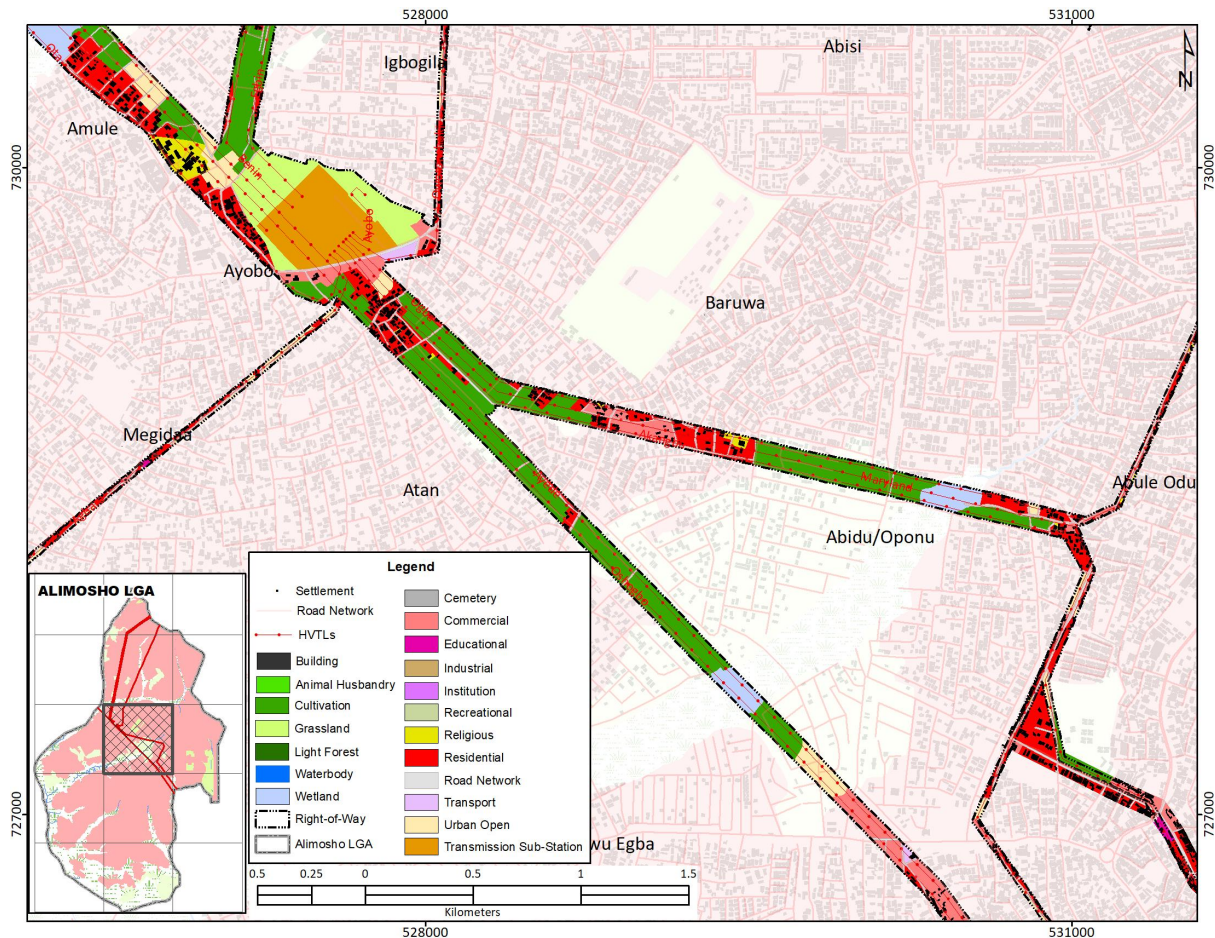 528000
531000
Abisi
Igbogila
N
Ota
Amule
730000
730000
Benin
Ayobo
Ayobo
Baruwa
Megidaa
Atan
Maryland
Abule Odu
Abidu/Oponu
Legend
Settlement
Road Network
HVTLs
Building
Animal Husbandry
Cultivation
Grassland
Light Forest
Waterbody
Wetland
Right-of-Way
Alimosho LGA
Cemetery
Commercial
Educational
Industrial
Institution
Recreational
Religious
Residential
Road Network
Transport
Urban Open
Transmission Sub-Station
ALIMOSHO LGA
727000
727000
wu Egba
0.5 0.25 0 0.5 1 1.5
Kilometers
528000
531000